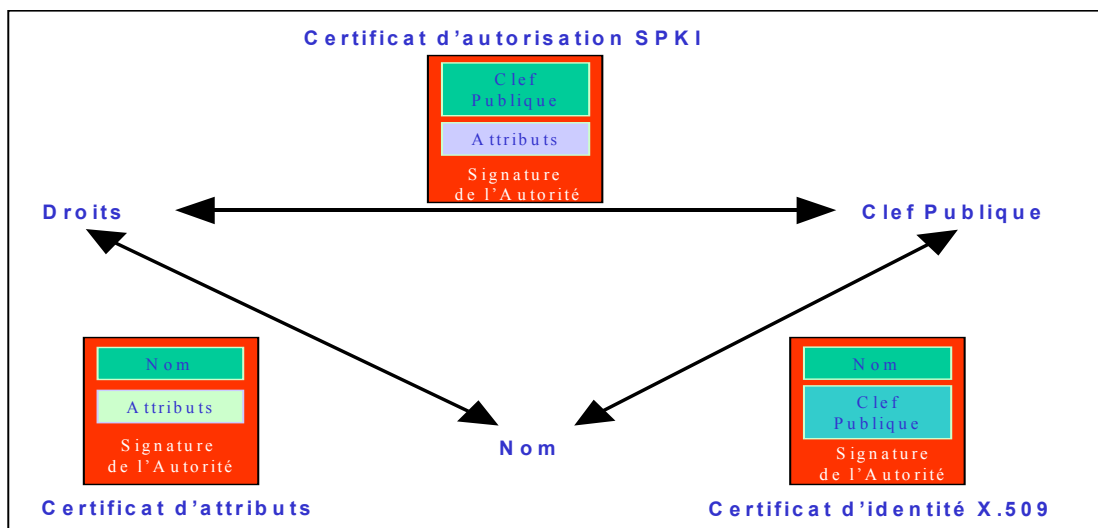 Certificat d'autorisation SPKI
Clef
Publique
Attributs
Signature
de l'Autorité
Droits
Clef Publique
Nom
Attributs
Signature
de l'Autorité
Certificat d'attributs
Nom
Nom
Clef
Publique
Signature
de l'Autorité
Certificat d'identité X.509